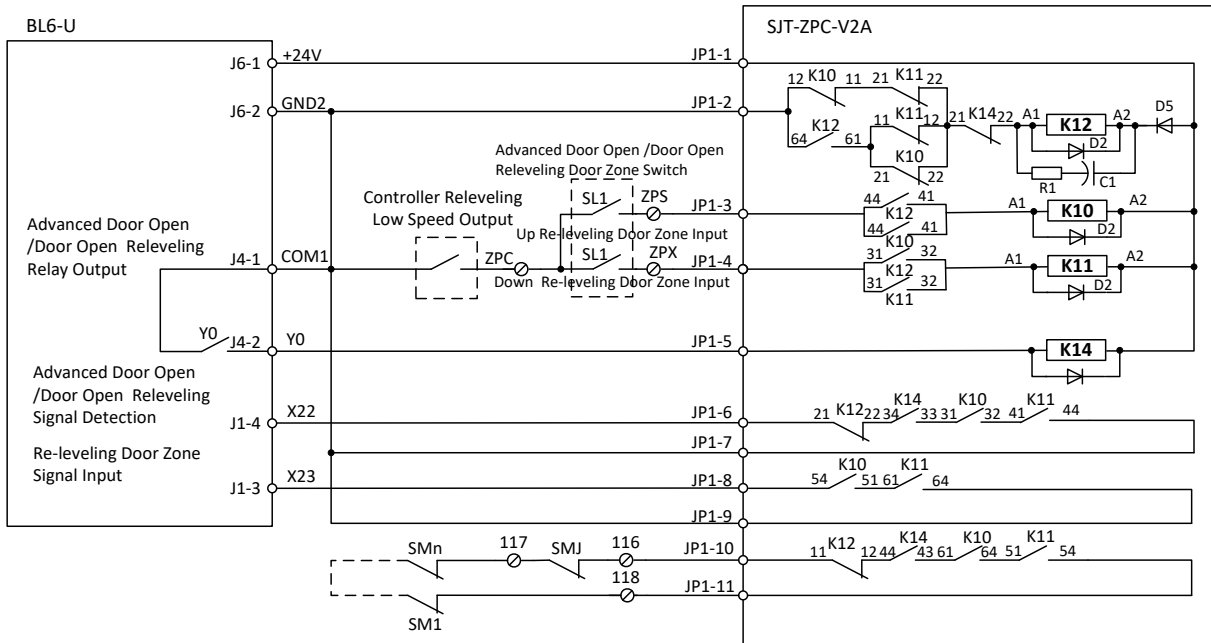 BL6-U
SJT-ZPC-V2A
J6-1
+24V
JP1-1
J6-2
GND2
JP1-2
12
K10
11
21
K11
22
64
K12
61
11
K11
12
K10
21
22
21
K14
22
A1
K12
A2
D5
D2
R1
C1
Advanced Door Open /Door Open
Releveling Door Zone Switch
Controller Releveling
Low Speed Output
SL1
ZPS
JP1-3
44
41
K12
44
41
A1
K10
A2
D2
Up Re-leveling Door Zone Input
Advanced Door Open
/Door Open Releveling
Relay Output
J4-1
COM1
ZPC
SL1
ZPX
JP1-4
Down Re-leveling Door Zone Input
K10
31
32
K12
31
32
K11
A1
K11
A2
D2
Y0
J4-2
Y0
JP1-5
K14
Advanced Door Open
/Door Open Releveling
Signal Detection
J1-4
X22
JP1-6
21
K12
22
34
K14
33
31
K10
32
41
K11
44
JP1-7
Re-leveling Door Zone
Signal Input
J1-3
X23
JP1-8
54
K10
51
61
K11
64
JP1-9
SMn
117
SMJ
116
JP1-10
11
K12
12
44
K14
43
61
K10
64
51
K11
54
118
JP1-11
SM1